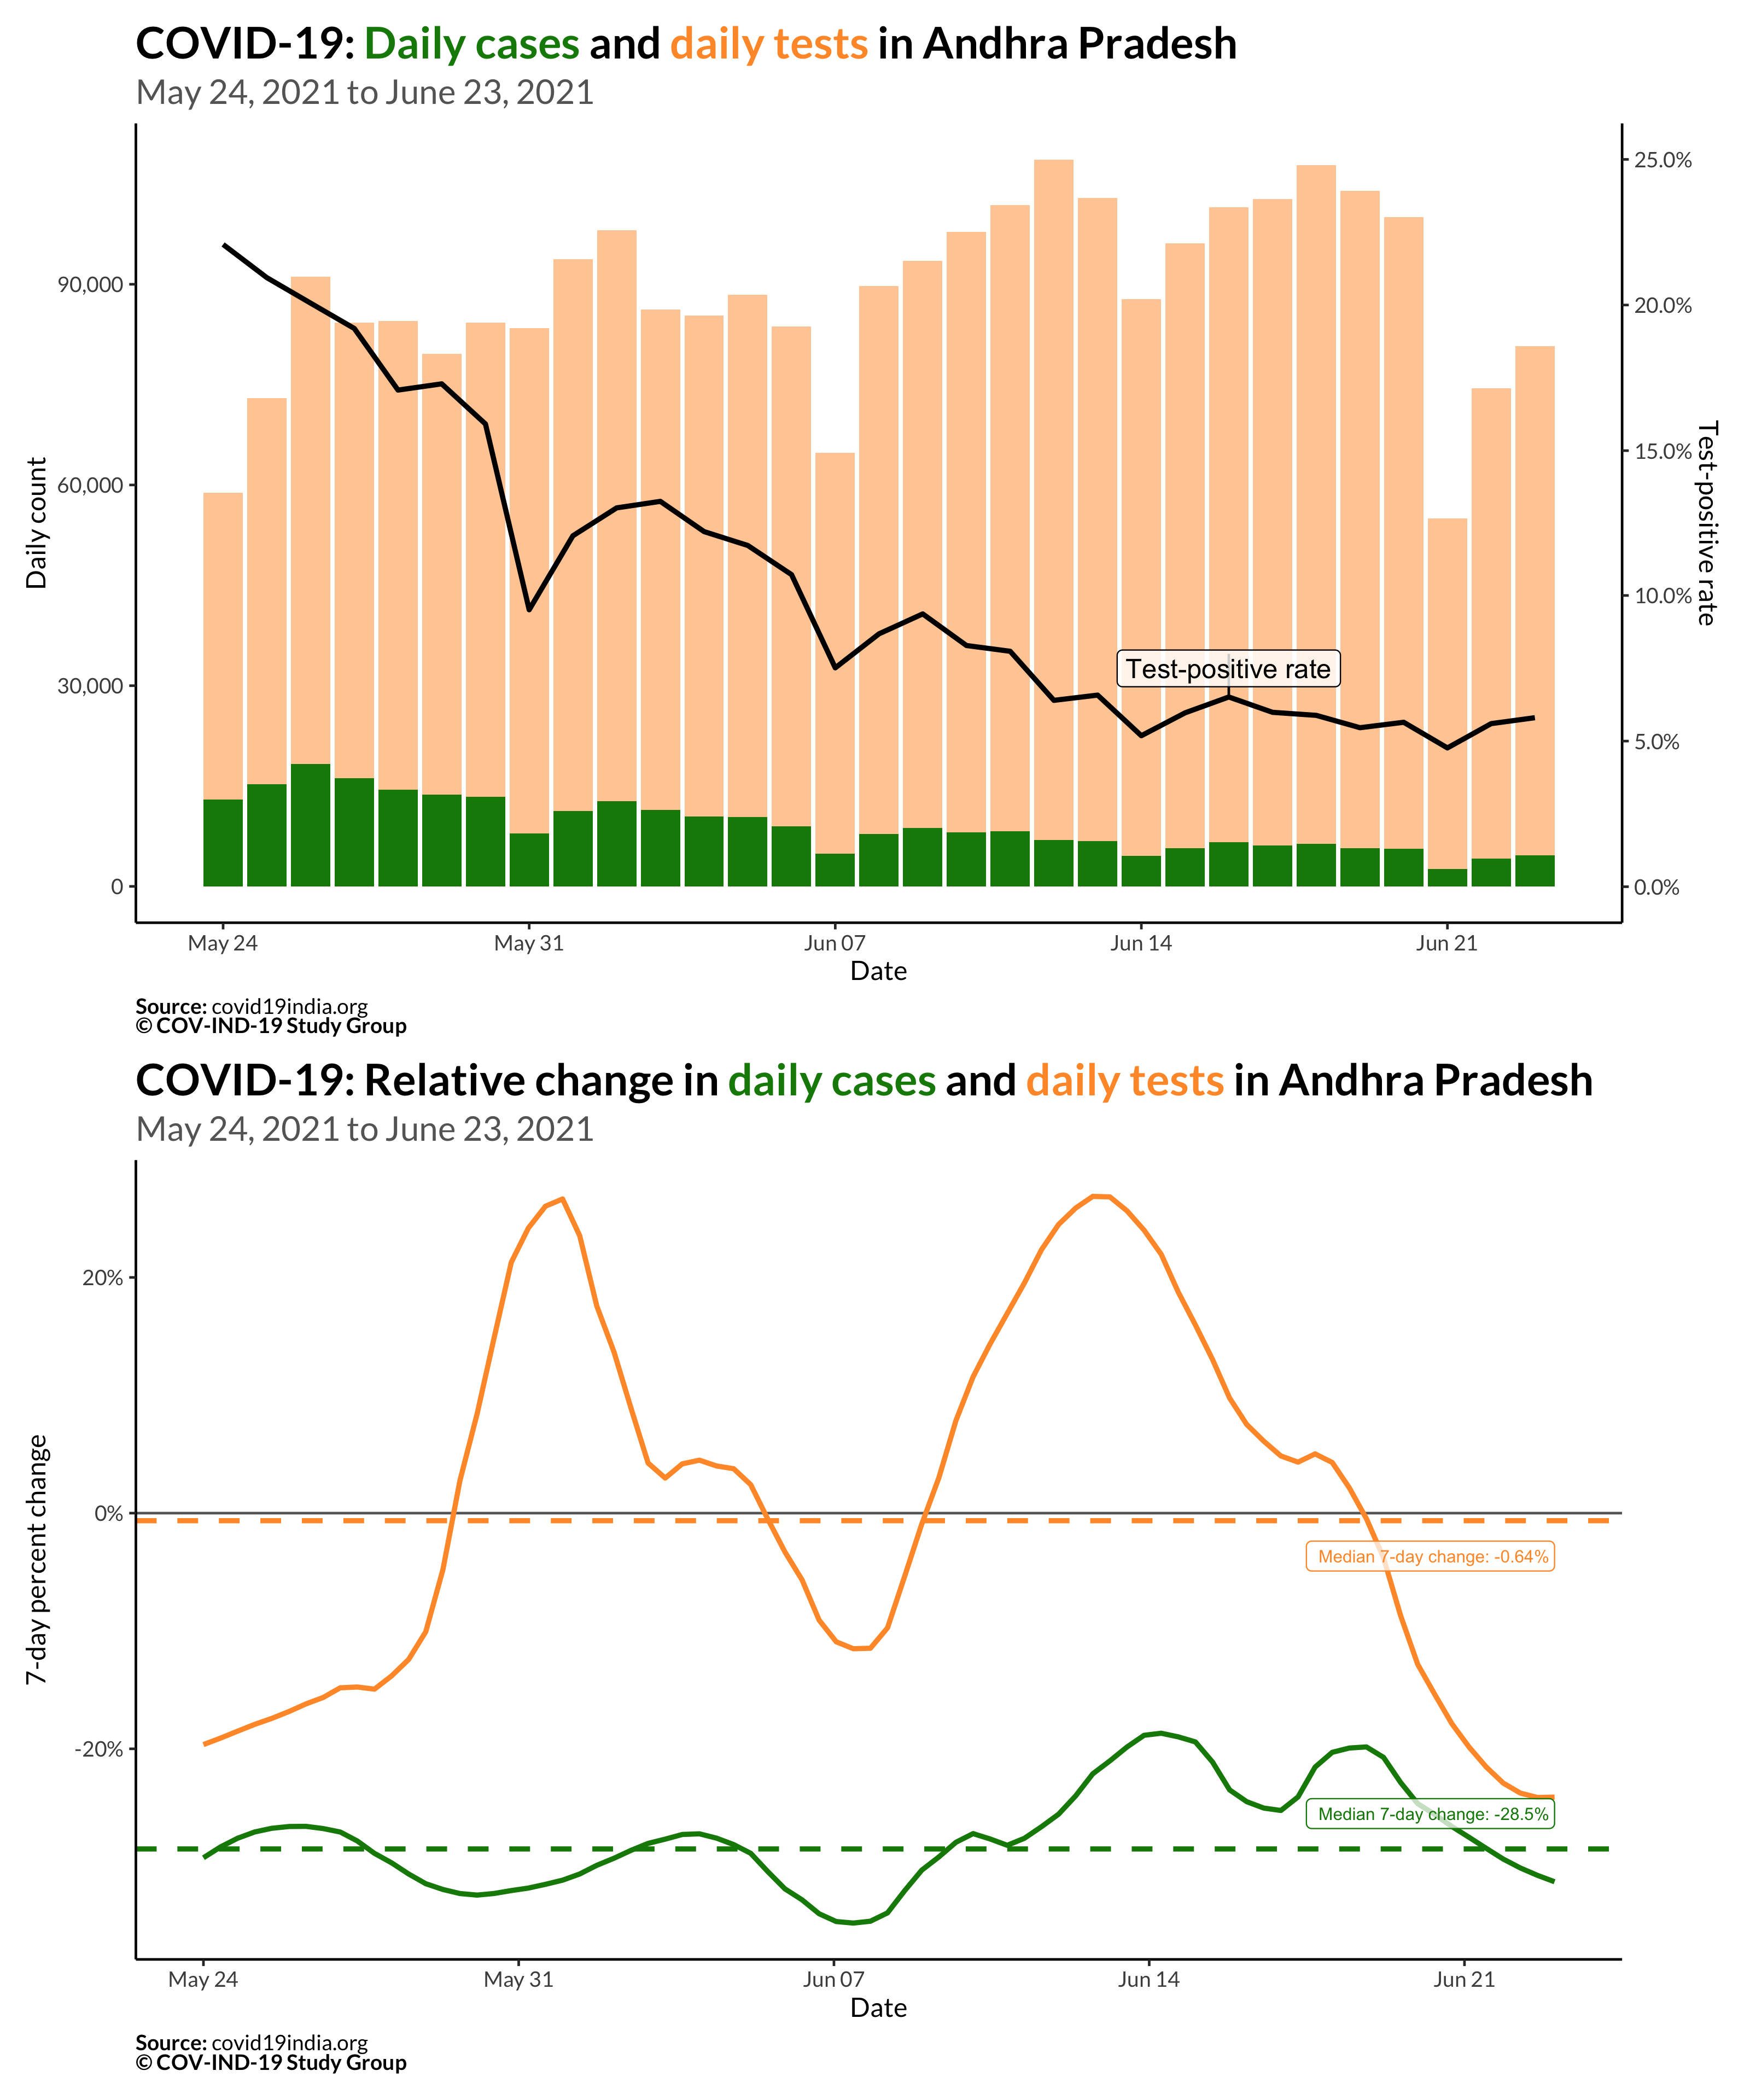 COVID-19: Daily cases and daily tests in Andhra Pradesh
May 24, 2021 to June 23, 2021
25.0%
90,000
20.0%
15.0%
60,000
10.0%
30,000
5.0%
0
0.0%
Daily count
Test-positive rate
Test-positive rate
May 24 May 31 Jun 07 Jun 14 Jun 21
Date
Source: covid19india.org
© COV-IND-19 Study Group
COVID-19: Relative change in daily cases and daily tests in Andhra Pradesh
May 24, 2021 to June 23, 2021
20%
0%
-20%
7-day percent change
Median 7-day change: -0.64%
Median 7-day change: -28.5%
May 24 May 31 Jun 07 Jun 14 Jun 21
Date
Source: covid19india.org
© COV-IND-19 Study Group